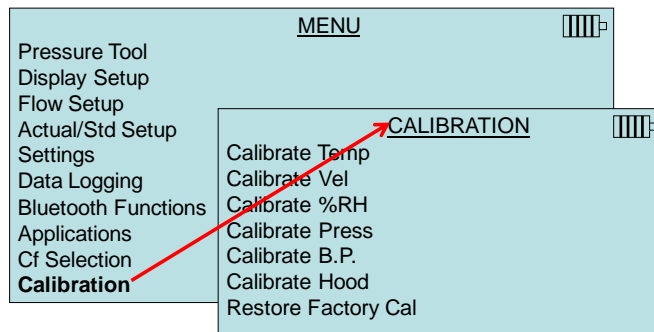 MENU
Pressure Tool
Display Setup
Flow Setup
Actual/Std Setup
Settings
Data Logging
Bluetooth Functions
Applications
Cf Selection
Calibration
CALIBRATION
Calibrate Temp
Calibrate Vel
Calibrate %RH
Calibrate Press
Calibrate B.P.
Calibrate Hood
Restore Factory Cal